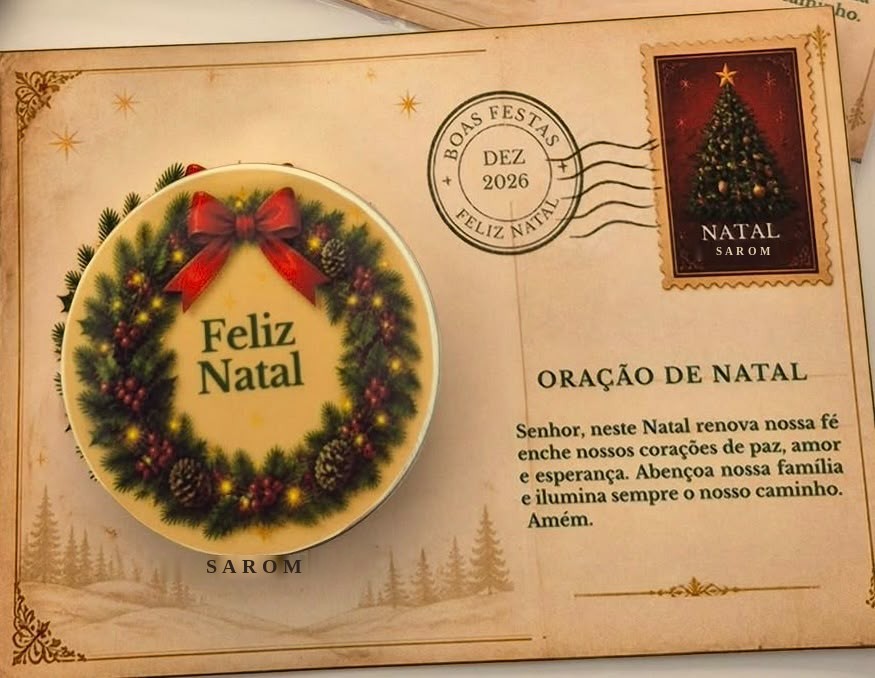 BOAS FESTAS
DEZ
2026
FELIZ NATAL
NATAL
SAROM
Feliz
Natal
SAROM
ORAÇÃO DE NATAL
Senhor, neste Natal renova nossa fé
enche nossos corações de paz, amor
e esperança. Abençoa nossa família
e ilumina sempre o nosso caminho.
Amém.